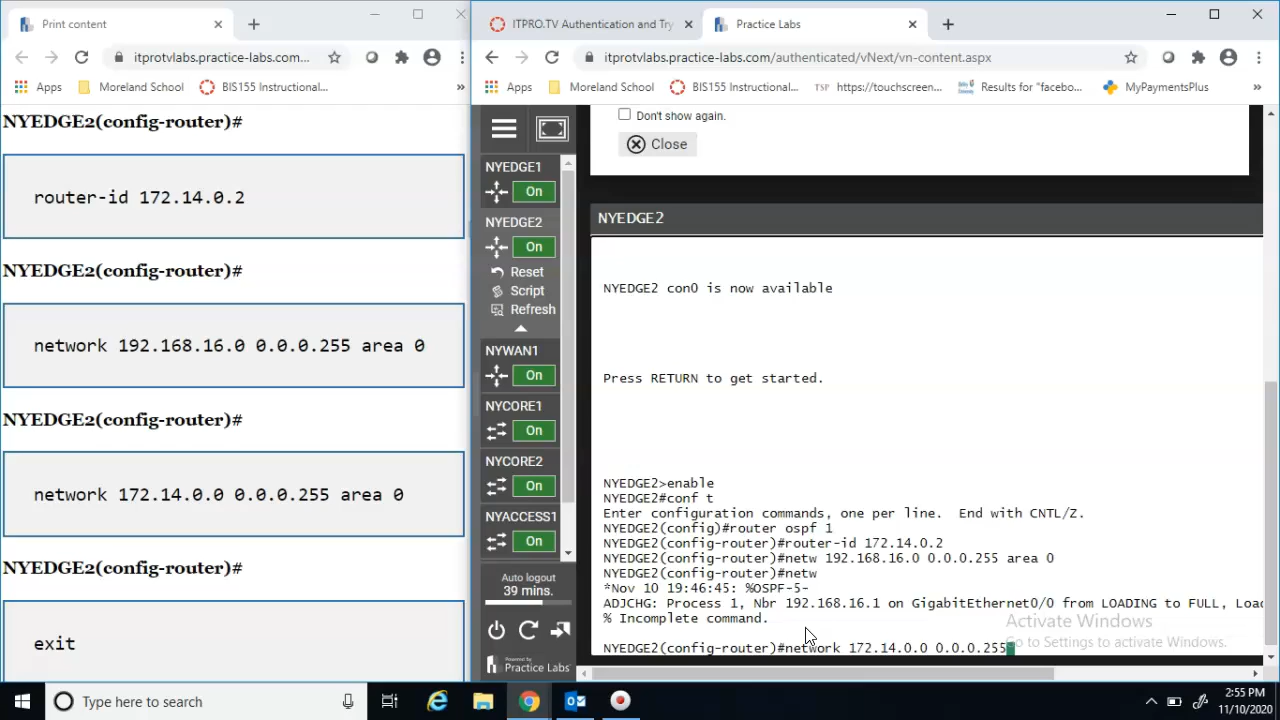 Print content
itprotvlabs.practice-labs.com...
Apps
Moreland School
BIS155 Instructional...
»
NYEDGE2(config-router)#
router-id 172.14.0.2
NYEDGE2(config-router)#
network 192.168.16.0 0.0.0.255 area 0
NYEDGE2(config-router)#
network 172.14.0.0 0.0.0.255 area 0
NYEDGE2(config-router)#
exit
ITPRO.TV Authentication and Try
Practice Labs
itprotvlabs.practice-labs.com/authenticated/vNext/vn-content.aspx
Apps
Moreland School
BIS155 Instructional...
TSP
https://touchscreen...
Results for "facebo...
MyPaymentsPlus
»
Don't show again.
Close
NYEDGE1
On
NYEDGE2
On
Reset
Script
Refresh
NYWAN1
On
NYCORE1
On
NYCORE2
On
NYACCESS1
On
Auto logout
39 mins.
Powered by
Practice Labs
NYEDGE2
NYEDGE2 con0 is now available
Press RETURN to get started.
NYEDGE2>enable
NYEDGE2#conf t
Enter configuration commands, one per line. End with CNTL/Z.
NYEDGE2(config)#router ospf 1
NYEDGE2(config-router)#router-id 172.14.0.2
NYEDGE2(config-router)#netw 192.168.16.0 0.0.0.255 area 0
NYEDGE2(config-router)#netw
*Nov 10 19:46:45: %OSPF-5-
ADJCHG: Process 1, Nbr 192.168.16.1 on GigabitEthernet0/0 from LOADING to FULL, Loa
% Incomplete command.
NYEDGE2(config-router)#network 172.14.0.0 0.0.0.255
Activate Windows
Go to Settings to activate Windows.
Type here to search
2:55 PM
11/10/2020